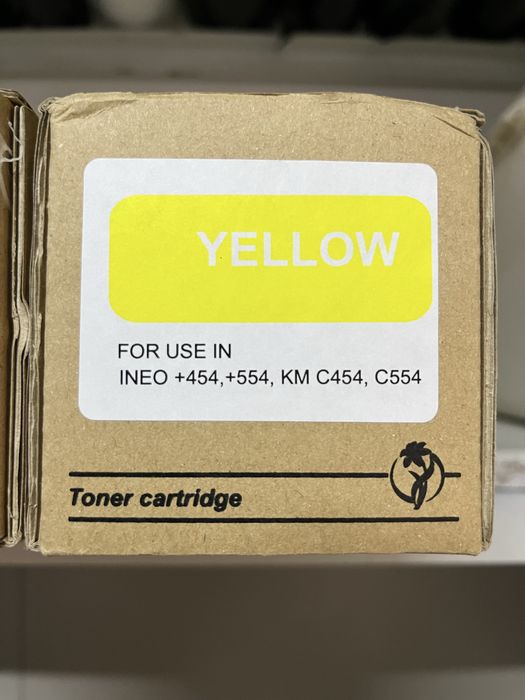 YELLOW
FOR USE IN
INEO +454,+554, KM C454, C554
Toner cartridge